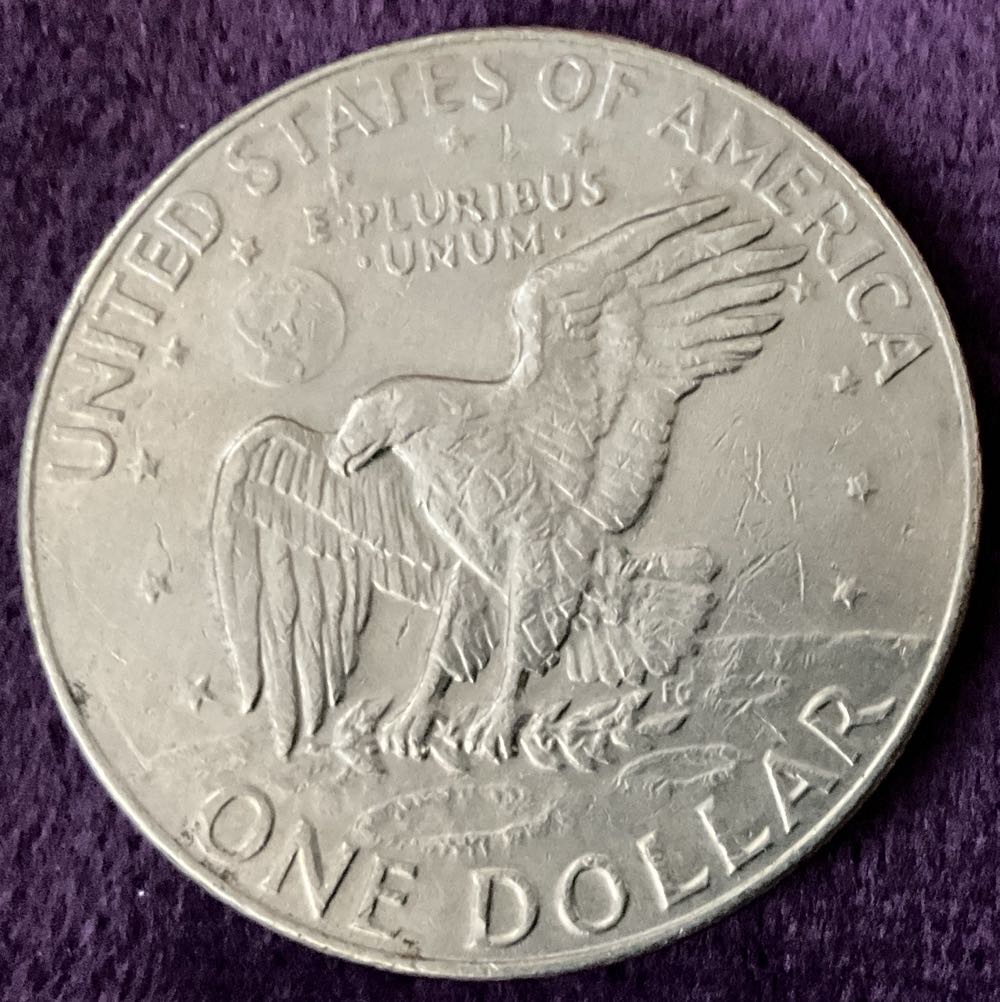 UNITED STATES OF AMERICA
E·PLURIBUS
·UNUM·
FG
ONE DOLLAR